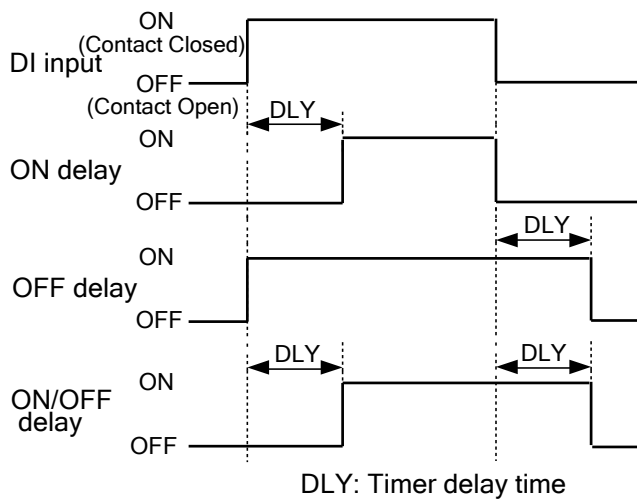 ON
(Contact Closed)
DI input
OFF
(Contact Open)
DLY
ON
ON delay
OFF
DLY
ON
OFF delay
OFF
DLY
DLY
ON
ON/OFF
delay
OFF
DLY: Timer delay time